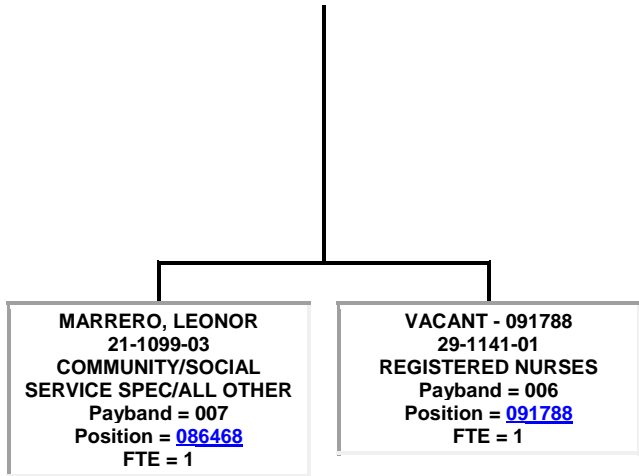 MARRERO, LEONOR
21-1099-03
COMMUNITY/SOCIAL
SERVICE SPEC/ALL OTHER
Payband = 007
Position = 086468
FTE = 1
VACANT - 091788
29-1141-01
REGISTERED NURSES
Payband = 006
Position = 091788
FTE = 1